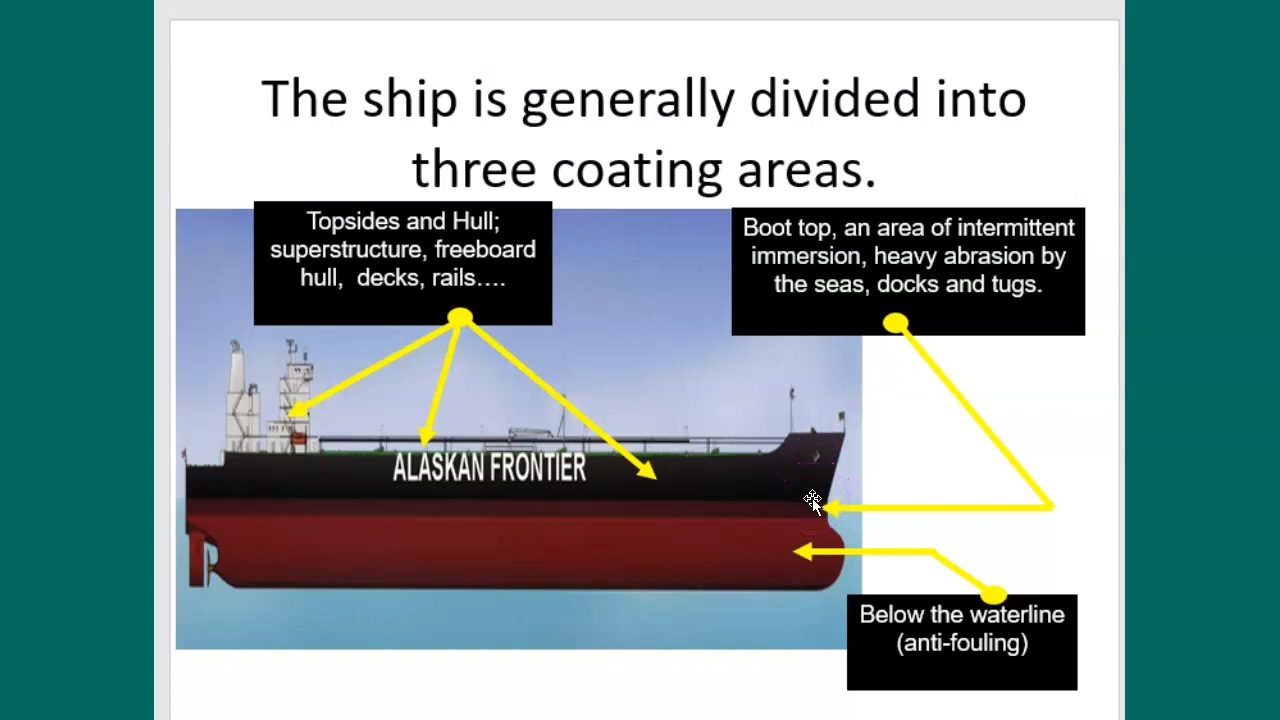 The ship is generally divided into
three coating areas.
Topsides and Hull;
superstructure, freeboard
hull, decks, rails….
Boot top, an area of intermittent
immersion, heavy abrasion by
the seas, docks and tugs.
ALASKAN FRONTIER
Below the waterline
(anti-fouling)